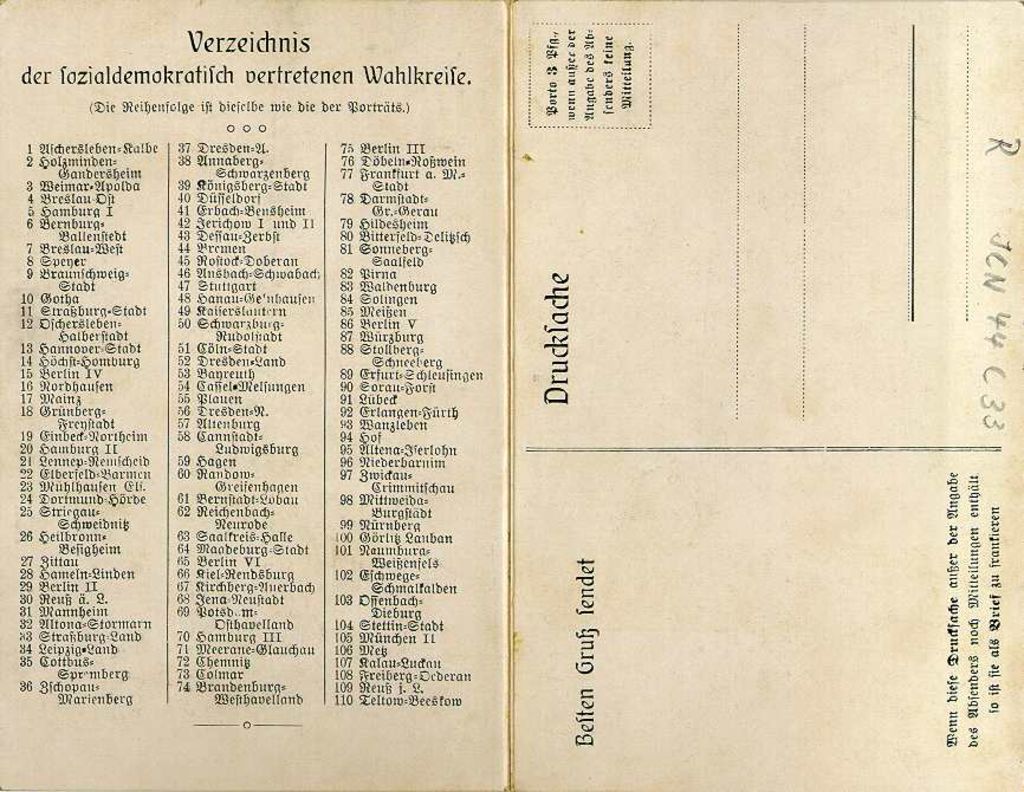 Verzeichnis
der sozialdemokratisch vertretenen Wahlkreise.
(Die Reihenfolge ist dieselbe wie die der Porträts.)
1 Aschersleben-Kalbe
2 Holzminden-
Gandersheim
3 Weimar-Apolda
4 Breslau-Ost
5 Hamburg I
6 Bernburg-
Ballenstedt
7 Breslau-West
8 Speyer
9 Braunschweig-
Stadt
10 Gotha
11 Straßburg-Stadt
12 Oschersleben-
Halberstadt
13 Hannover-Stadt
14 Höchst-Homburg
15 Berlin IV
16 Nordhausen
17 Mainz
18 Grünberg-
Freystadt
19 Einbeck-Northeim
20 Hamburg II
21 Lennep-Remscheid
22 Elberfeld-Barmen
23 Mühlhausen Els.
24 Dortmund-Hörde
25 Striegau-
Schweidnitz
26 Heilbronn-
Besigheim
27 Zittau
28 Hameln-Linden
29 Berlin II
30 Reuß ä. L.
31 Mannheim
32 Altona-Stormarn
33 Straßburg-Land
34 Leipzig-Land
35 Cottbus-
Spremberg
36 Zschopau-
Marienberg
37 Dresden-A.
38 Annaberg-
Schwarzenberg
39 Königsberg-Stadt
40 Düsseldorf
41 Erbach-Bensheim
42 Jerichow I und II
43 Dessau-Zerbst
44 Bremen
45 Rostock-Doberan
46 Ansbach-Schwabach
47 Stuttgart
48 Hanau-Gelnhausen
49 Kaiserslautern
50 Schwarzburg-
Rudolstadt
51 Cöln-Stadt
52 Dresden-Land
53 Bayreuth
54 Cassel-Melsungen
55 Plauen
56 Dresden-N.
57 Altenburg
58 Cannstadt-
Ludwigsburg
59 Hagen
60 Randow-
Greifenhagen
61 Bernstadt-Löbau
62 Reichenbach-
Neurode
63 Saalkreis-Halle
64 Magdeburg-Stadt
65 Berlin VI
66 Kiel-Rendsburg
67 Kirchberg-Auerbach
68 Jena-Neustadt
69 Potsdam-
Osthavelland
70 Hamburg III
71 Meerane-Glauchau
72 Chemnitz
73 Colmar
74 Brandenburg-
Westhavelland
75 Berlin III
76 Döbeln-Roßwein
77 Frankfurt a. M.-
Stadt
78 Darmstadt-
Gr.-Gerau
79 Hildesheim
80 Bitterfeld-Delitzsch
81 Sonneberg-
Saalfeld
82 Pirna
83 Waldenburg
84 Solingen
85 Meißen
86 Berlin V
87 Würzburg
88 Stollberg-
Schneeberg
89 Erfurt-Schleusingen
90 Sorau-Forst
91 Lübeck
92 Erlangen-Fürth
93 Wanzleben
94 Hof
95 Altena-Iserlohn
96 Niederbarnim
97 Zwickau-
Crimmitschau
98 Mittweida-
Burgstädt
99 Nürnberg
100 Görlitz Lauban
101 Naumburg-
Weißenfels
102 Eschwege-
Schmalkalden
103 Offenbach-
Dieburg
104 Stettin-Stadt
105 München II
106 Metz
107 Kalau-Luckau
108 Freiberg-Oederan
109 Reuß j. L.
110 Teltow-Beeskow
Porto 3 Pfg.,
wenn außer der
Angabe des Ab-
senders keine
Mitteilung.
Drucksache
Besten Gruß sendet
Wenn diese Drucksache außer der Angabe
des Absenders noch Mitteilungen enthält
so ist sie als Brief zu frankieren
R JCN 44 C 33